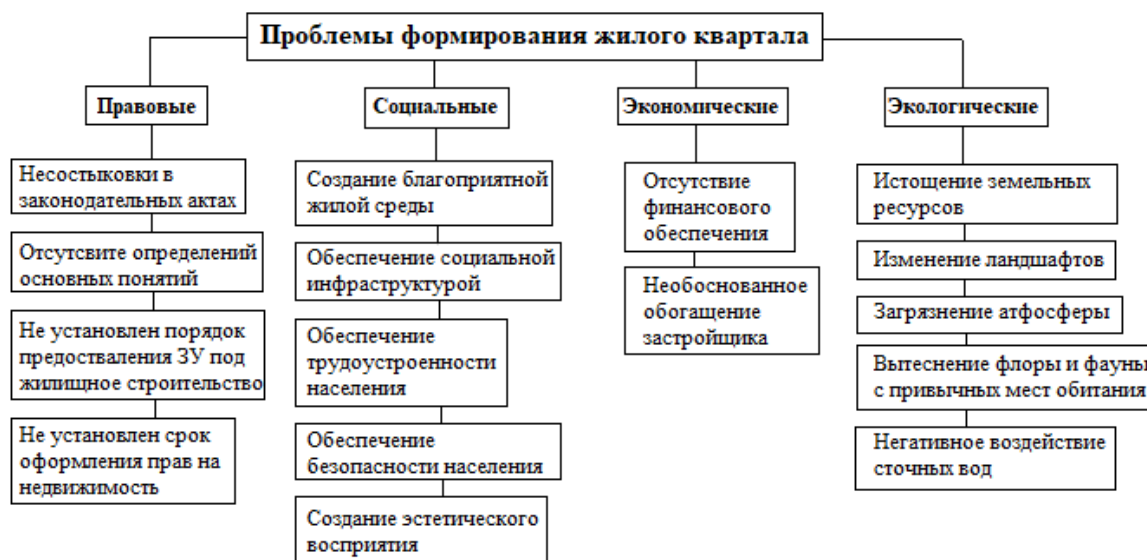 Проблемы формирования жилого квартала
Правовые
Несостыковки в
законодательных актах
Отсутсвите определений
основных понятий
Не установлен порядок
предоставления ЗУ под
жилищное строительство
Не установлен срок
оформления прав на
недвижимость
Социальные
Создание благоприятной
жилой среды
Обеспечение социальной
инфраструктурой
Обеспечение
трудоустроенности
населения
Обеспечение
безопасности населения
Создание эстетического
восприятия
Экономические
Отсутствие
финансового
обеспечения
Необоснованное
обогащение
застройщика
Экологические
Истощение земельных
ресурсов
Изменение ландшафтов
Загрязнение атфосферы
Вытеснение флоры и фауны
с привычных мест обитания
Негативное воздействие
сточных вод